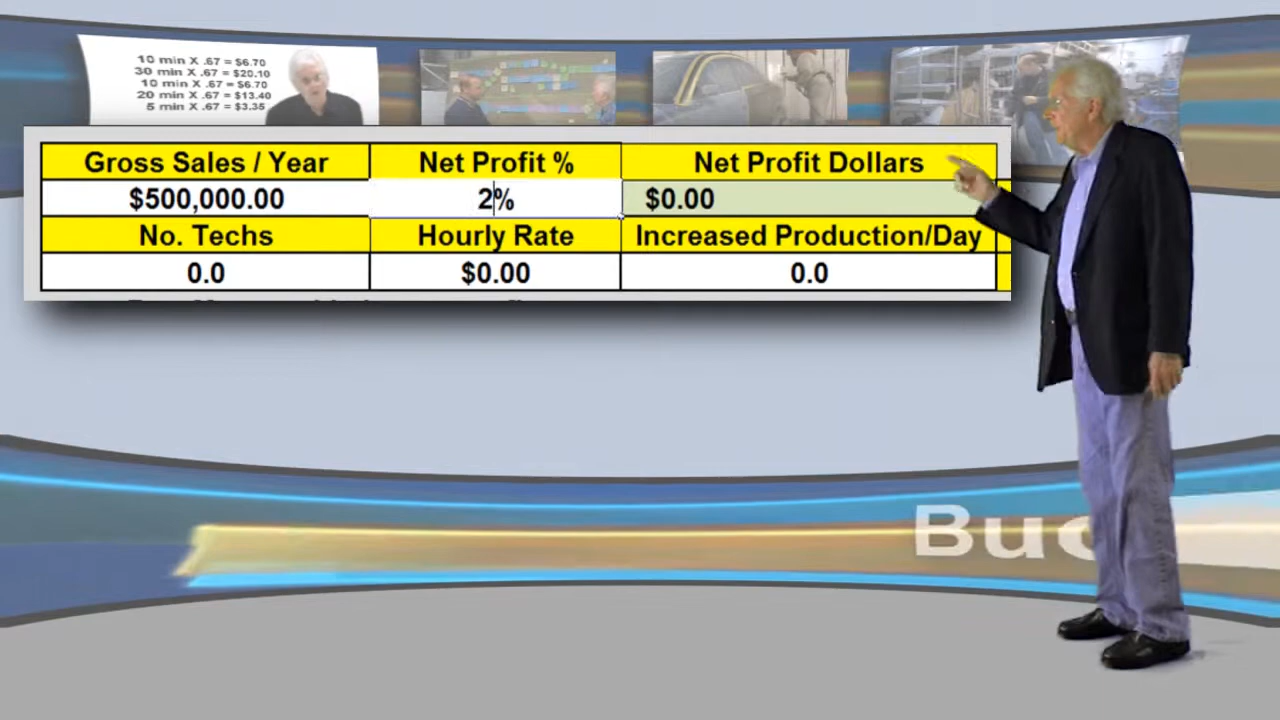 10 min X .67 = $6.70
30 min X .67 = $20.10
10 min X .67 = $6.70
20 min X .67 = $13.40
5 min X .67 = $3.35
Gross Sales / Year Net Profit % Net Profit Dollars
$500,000.00 2% $0.00
No. Techs Hourly Rate Increased Production/Day
0.0 $0.00 0.0
Buc